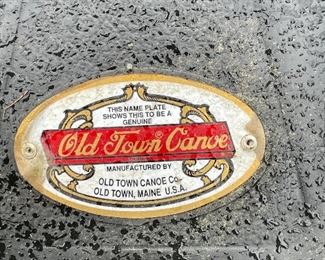 THIS NAME PLATE
SHOWS THIS TO BE A
GENUINE
Old Town Canoe
MANUFACTURED BY
OLD TOWN CANOE Co.
OLD TOWN, MAINE U.S.A.